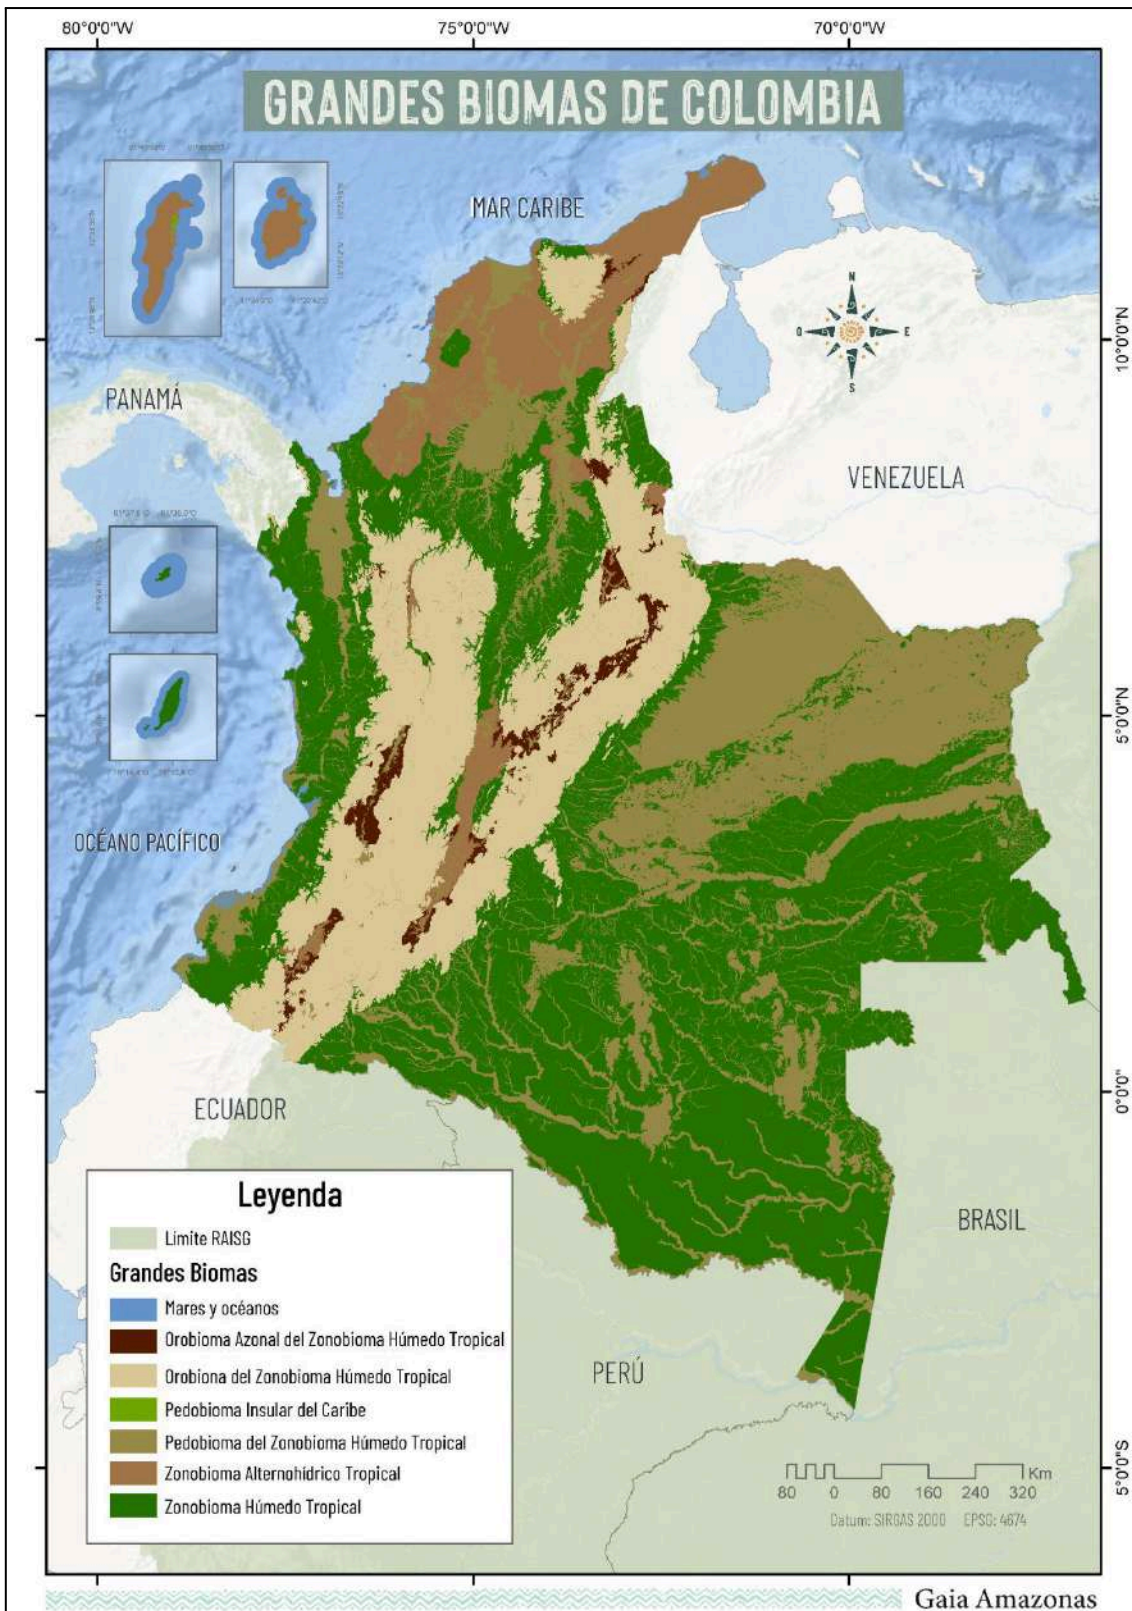 80°0'0"W
75°0'0"W
70°0'0"W
GRANDES BIOMAS DE COLOMBIA
MAR CARIBE
N
O
E
S
10°0'0"N
PANAMÁ
VENEZUELA
5°0'0"N
OCÉANO PACÍFICO
0°0'0"
ECUADOR
Leyenda
Límite RAISG
Grandes Biomas
Mares y océanos
Orobioma Azonal del Zonobioma Húmedo Tropical
Orobiona del Zonobioma Húmedo Tropical
Pedobioma Insular del Caribe
Pedobioma del Zonobioma Húmedo Tropical
Zonobioma Alternohídrico Tropical
Zonobioma Húmedo Tropical
BRASIL
PERÚ
5°0'0"S
Km
80 0 80 160 240 320
Datum: SIRGAS 2000 EPSG: 4674
Gaia Amazonas